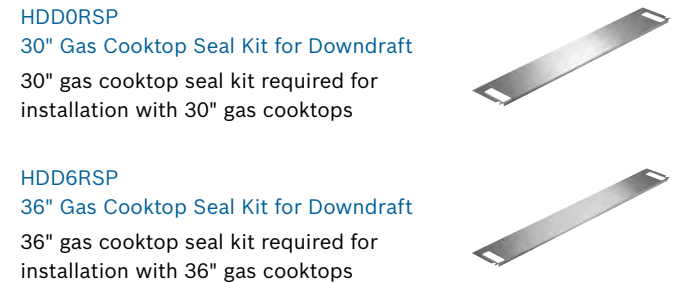 HDD0RSP
30" Gas Cooktop Seal Kit for Downdraft
30" gas cooktop seal kit required for
installation with 30" gas cooktops
HDD6RSP
36" Gas Cooktop Seal Kit for Downdraft
36" gas cooktop seal kit required for
installation with 36" gas cooktops